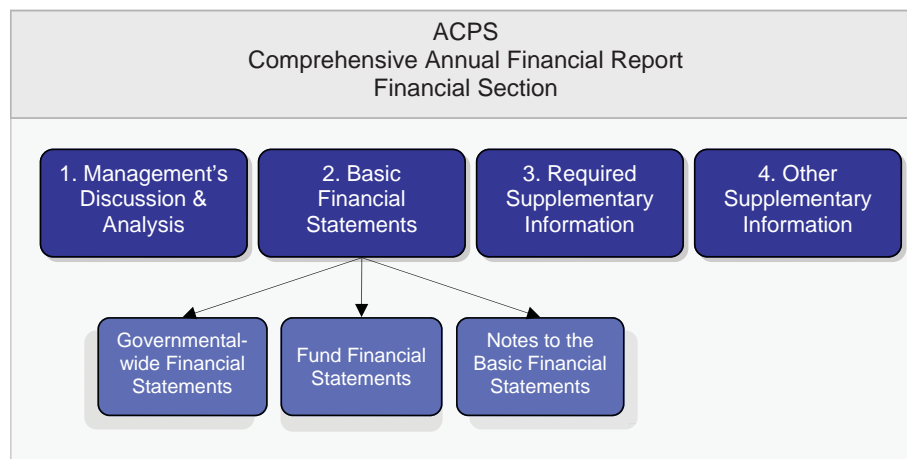 ACPS
Comprehensive Annual Financial Report
Financial Section
1. Management's
Discussion &
Analysis
2. Basic
Financial
Statements
3. Required
Supplementary
Information
4. Other
Supplementary
Information
Governmental-
wide Financial
Statements
Fund Financial
Statements
Notes to the
Basic Financial
Statements